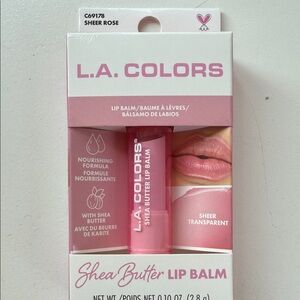 C69178
SHEER ROSE
L.A. COLORS
LIP BALM/BAUME À LÈVRES/
BÁLSAMO DE LABIOS
NOURISHING
FORMULA
FORMULE
NOURRISSANTE
WITH SHEA
BUTTER
AVEC DU BEURRE
DE KARITE
L.A. COLORS®
SHEA BUTTER LIP BALM
SHEER
TRANSPARENT
Shea Butter LIP BALM
NET WT./POIDS NET 0.10 OZ. (2.8 g)